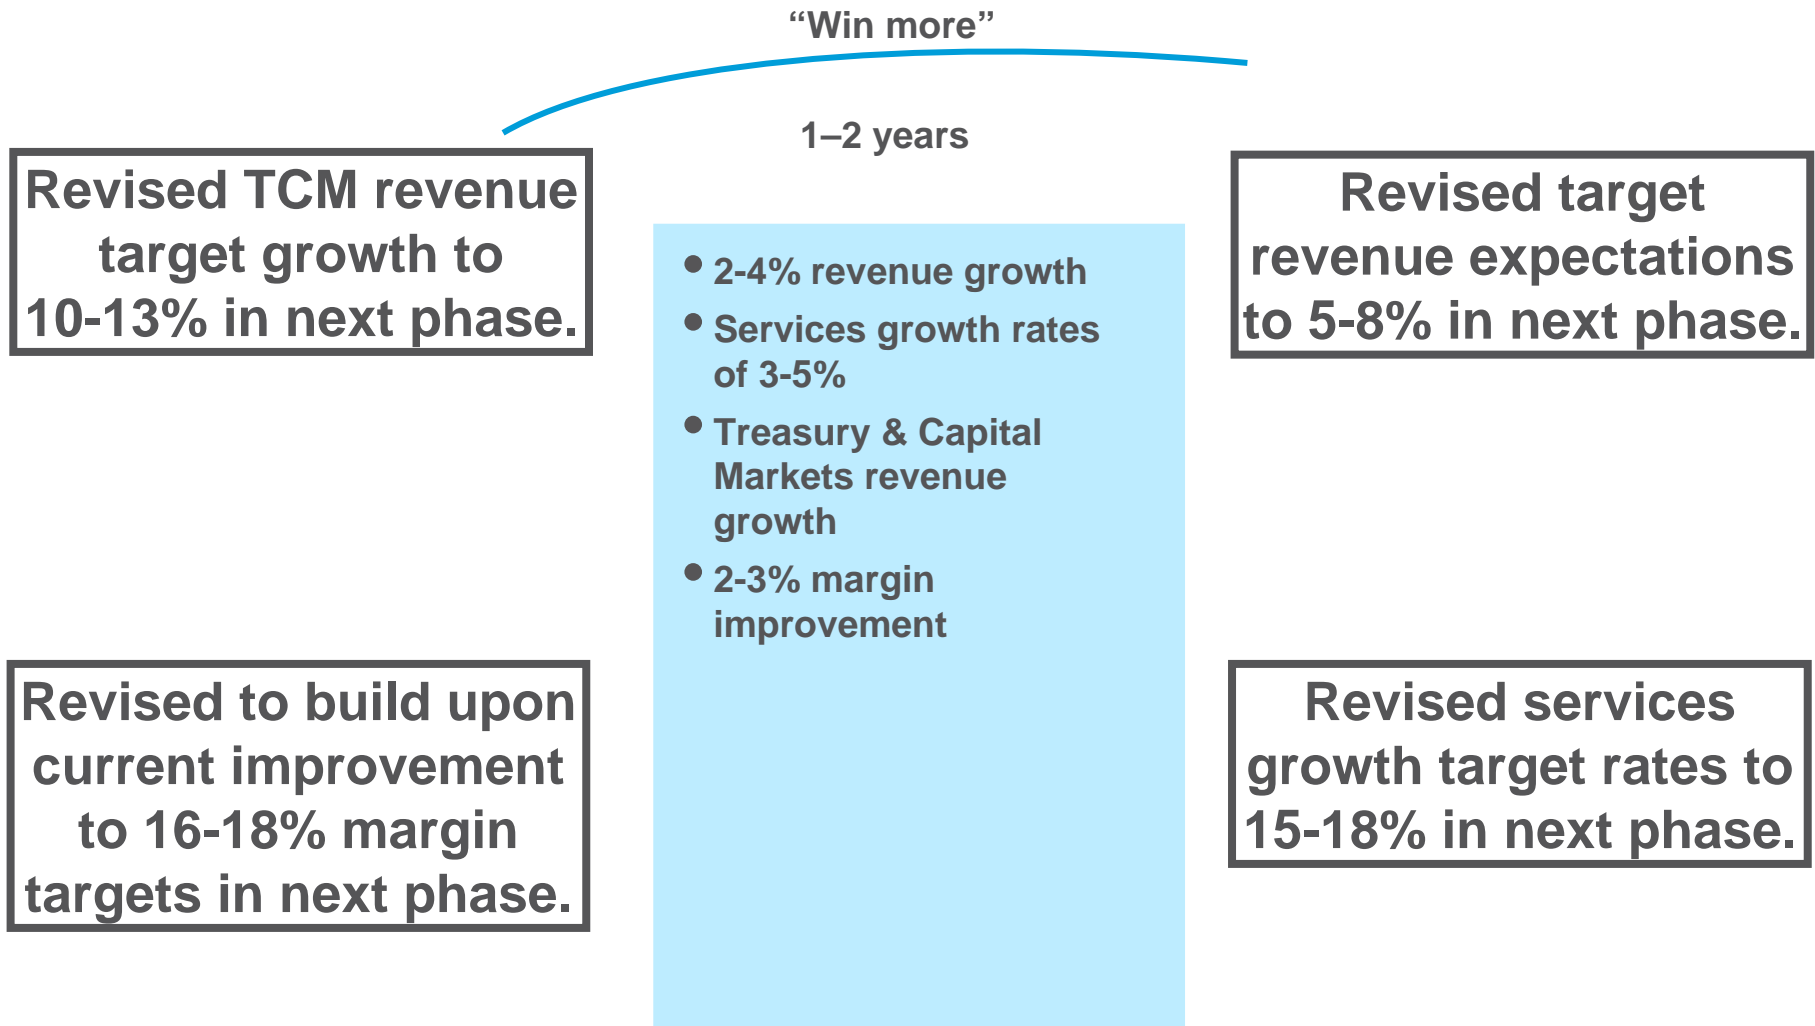 “Win more”
1–2 years
Revised TCM revenue
target growth to
10-13% in next phase.
Revised target
revenue expectations
to 5-8% in next phase.
• 2-4% revenue growth
• Services growth rates
of 3-5%
• Treasury & Capital
Markets revenue
growth
• 2-3% margin
improvement
Revised to build upon
current improvement
to 16-18% margin
targets in next phase.
Revised services
growth target rates to
15-18% in next phase.